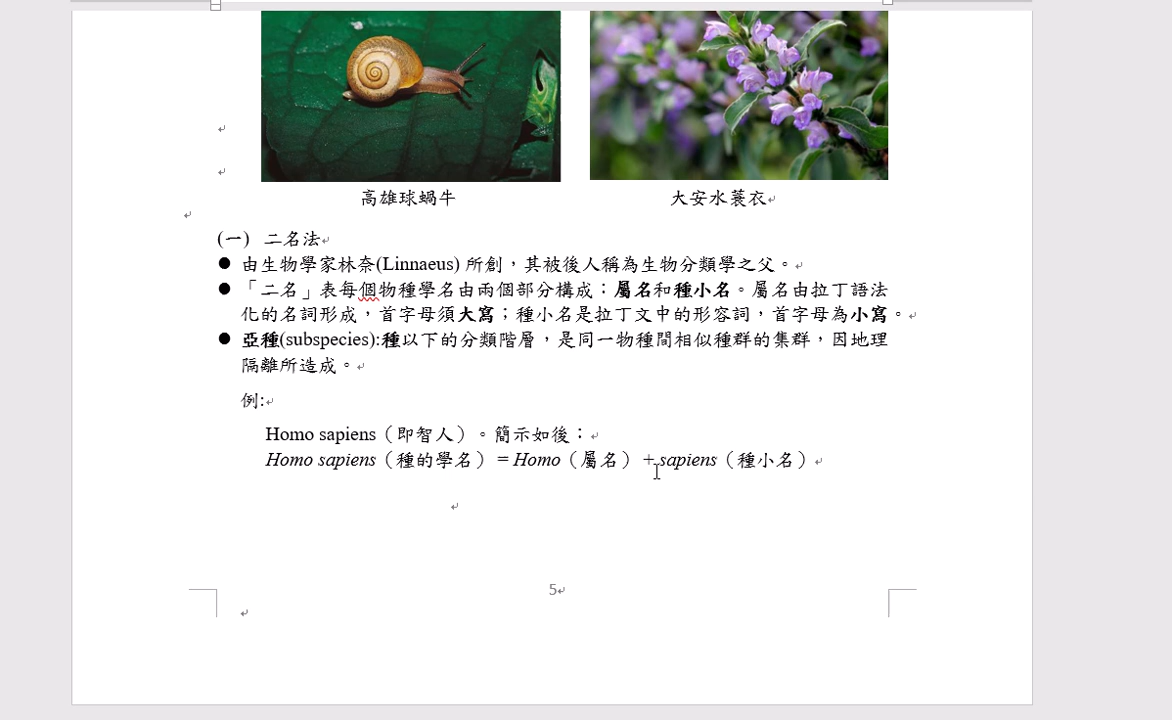 高雄球蝸牛
大安水蓑衣
(一) 二名法
● 由生物學家林奈(Linnaeus) 所創，其被後人稱為生物分類學之父。
● 「二名」表每個物種學名由兩個部分構成：屬名和種小名。屬名由拉丁語法
化的名詞形成，首字母須大寫；種小名是拉丁文中的形容詞，首字母為小寫。
● 亞種(subspecies):種以下的分類階層，是同一物種間相似種群的集群，因地理
隔離所造成。
例:
Homo sapiens（即智人）。簡示如後：
Homo sapiens（種的學名） = Homo（屬名） + sapiens（種小名）
5